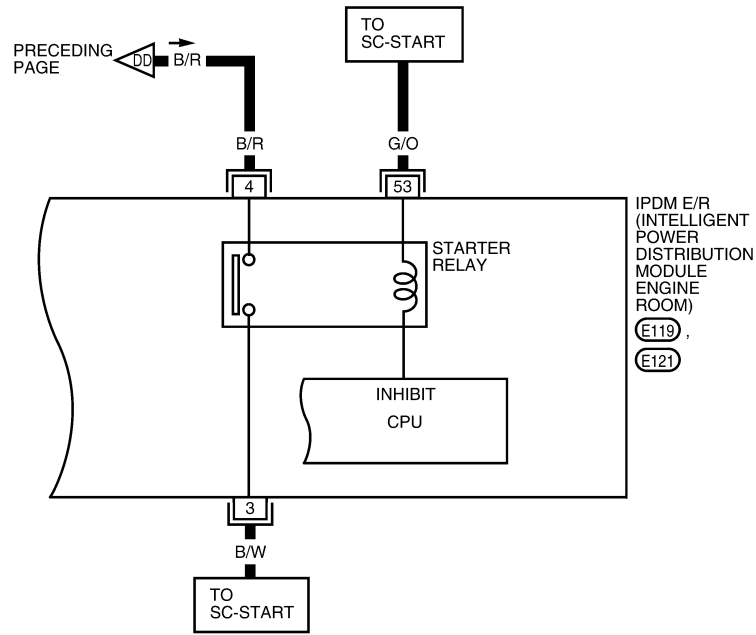 TO
SC-START
PRECEDING
PAGE
DD
B/R
B/R
G/O
4
53
IPDM E/R
(INTELLIGENT
POWER
DISTRIBUTION
MODULE
ENGINE
ROOM)
E119 ,
E121
STARTER
RELAY
INHIBIT
CPU
3
B/W
TO
SC-START